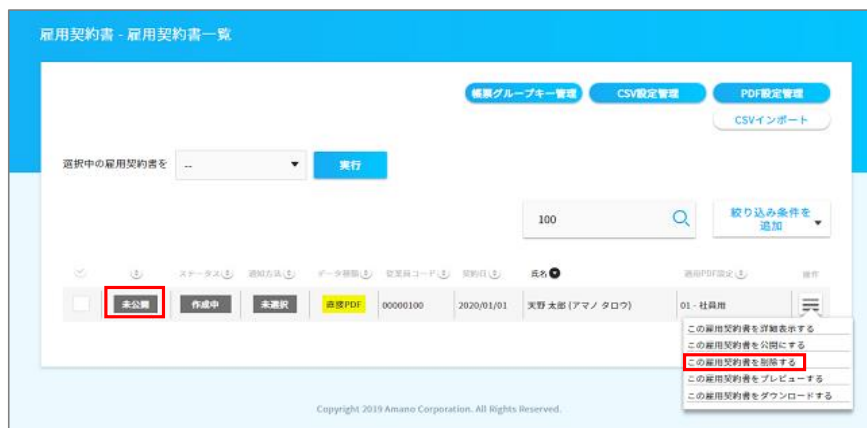 雇用契約書 - 雇用契約書一覧
帳票グループキー管理 CSV設定管理 PDF設定管理
CSVインポート
選択中の雇用契約書を -- 実行
100 絞り込み条件を
追加
ステータス 通知方法 データ種類 従業員コード 契約日 氏名 適用PDF設定 操作
未公開 作成中 未選択 直接PDF 00000100 2020/01/01 天野 太郎 (アマノ タロウ) 01 - 社員用
この雇用契約書を詳細表示する
この雇用契約書を公開にする
この雇用契約書を削除する
この雇用契約書をプレビューする
この雇用契約書をダウンロードする
Copyright 2019 Amano Corporation. All Rights Reserved.